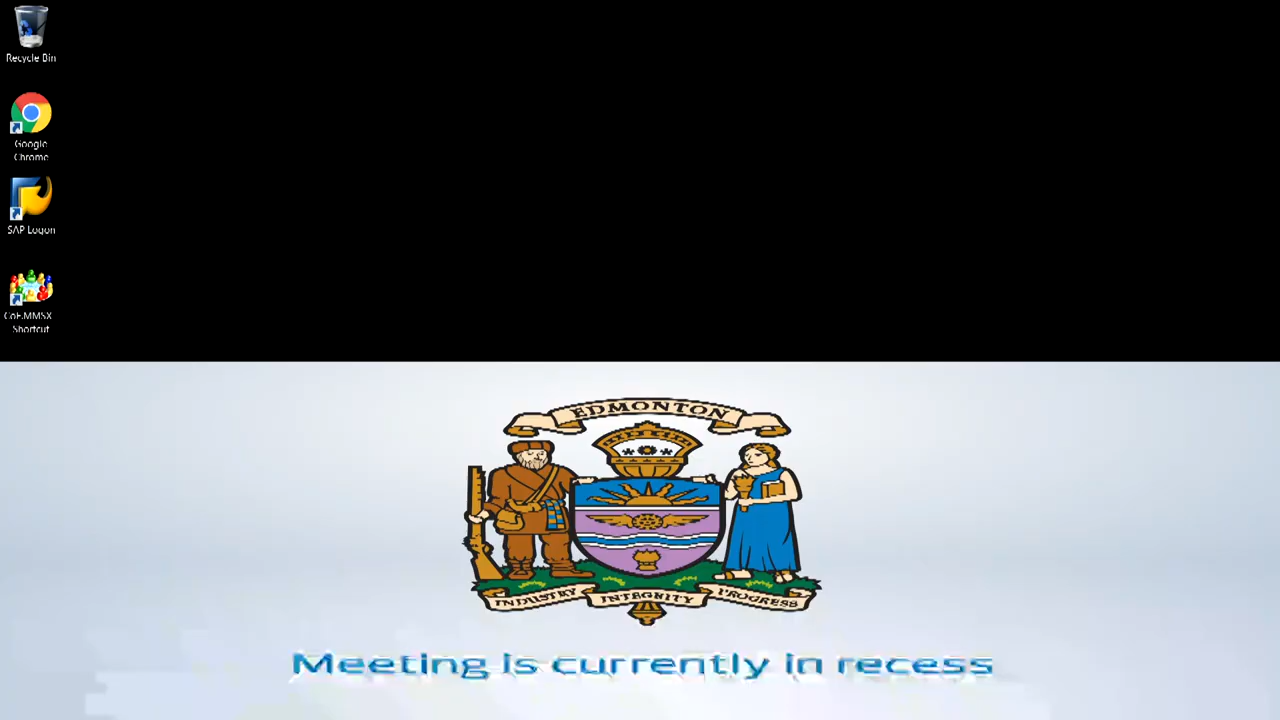 Recycle Bin
Google
Chrome
SAP Logon
CoE.MMSX
Shortcut
EDMONTON
INDUSTRY INTEGRITY PROGRESS
Meeting is currently in recess